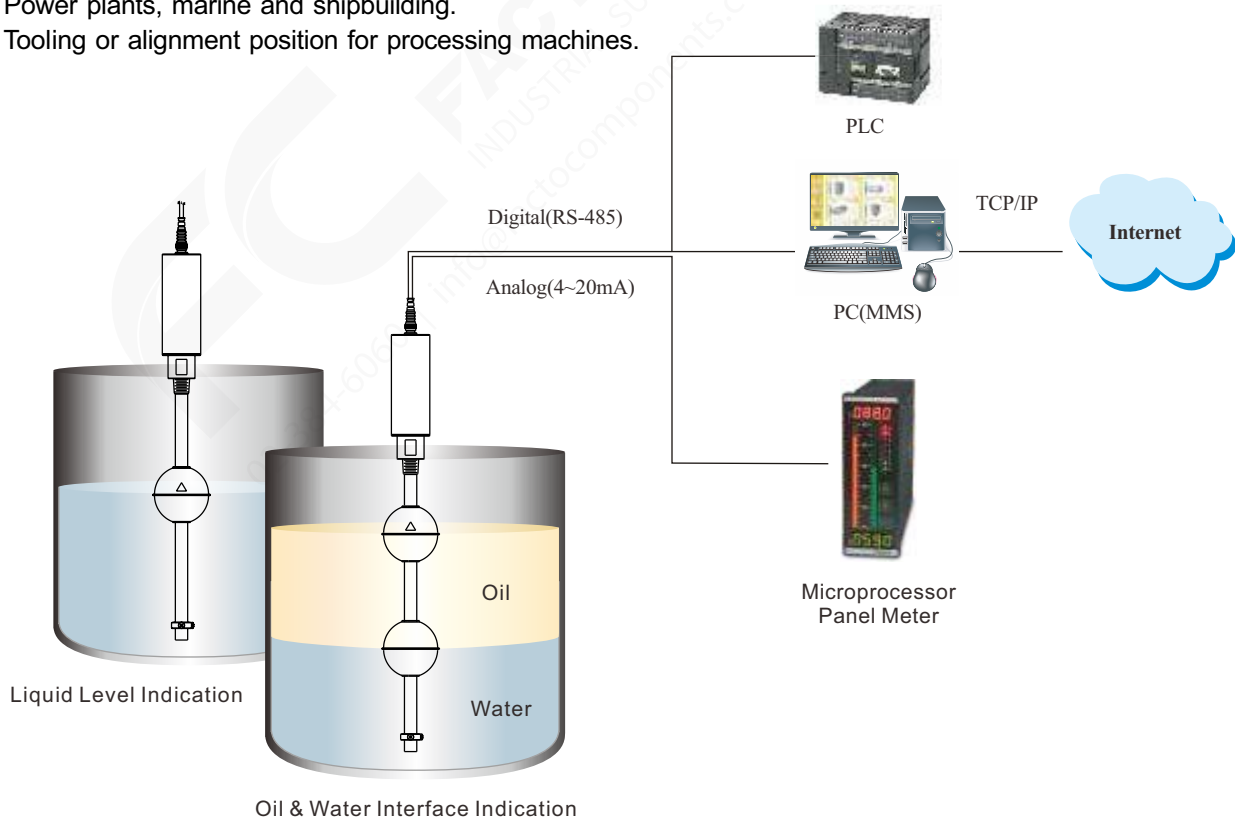 Power plants, marine and shipbuilding.
Tooling or alignment position for processing machines.
PLC
Digital(RS-485)
TCP/IP
Internet
Analog(4~20mA)
PC(MMS)
Oil
Microprocessor
Panel Meter
Liquid Level Indication
Water
Oil & Water Interface Indication